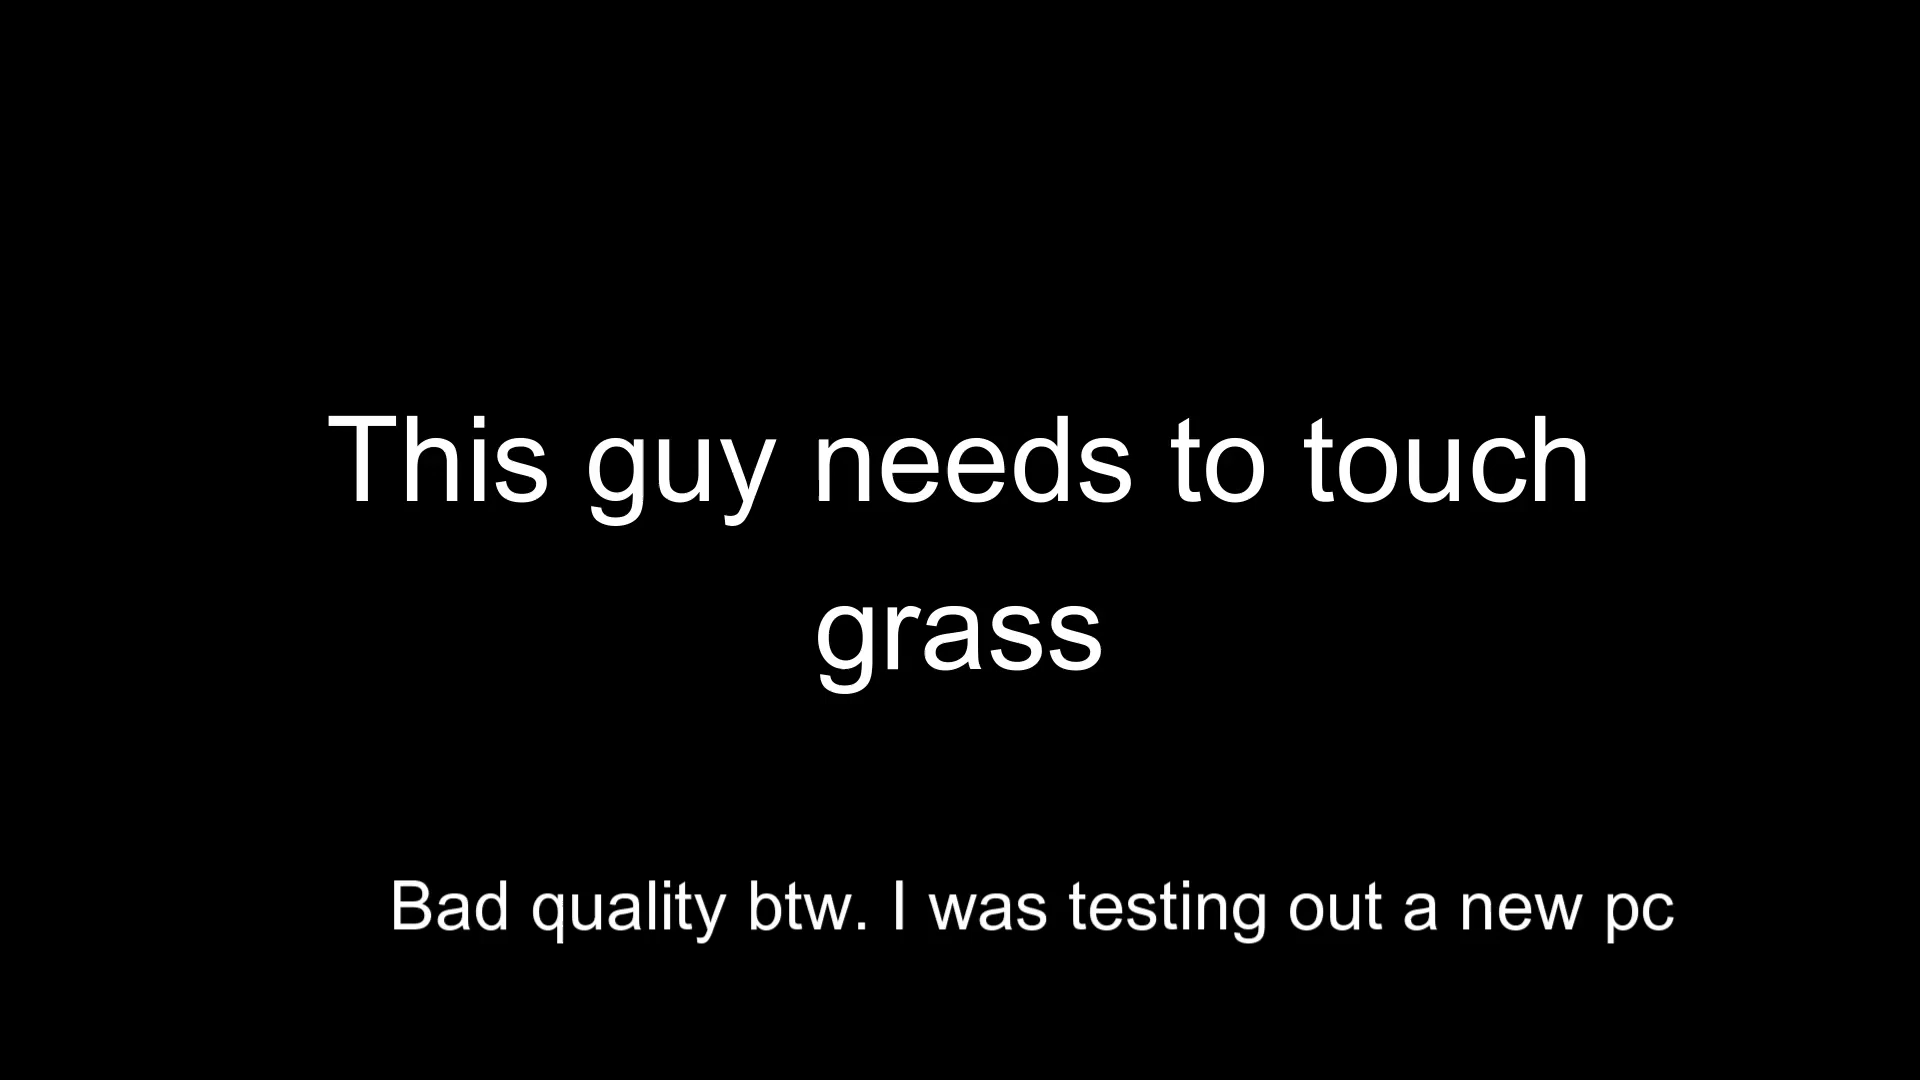 This guy needs to touch
grass
Bad quality btw. I was testing out a new pc